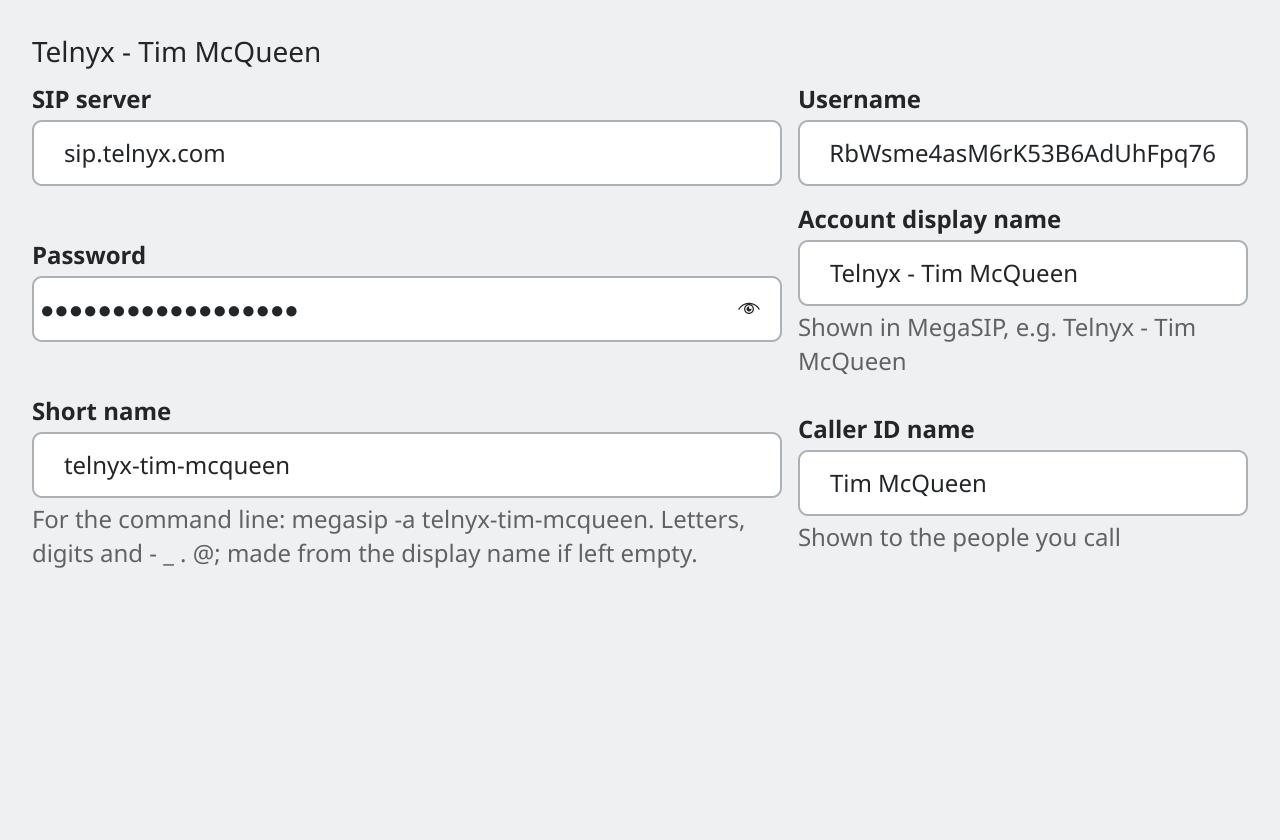 Telnyx - Tim McQueen
SIP server
sip.telnyx.com
Username
RbWsme4asM6rK53B6AdUhFpq76
Password
●●●●●●●●●●●●●●●●●●
Account display name
Telnyx - Tim McQueen
Shown in MegaSIP, e.g. Telnyx - Tim
McQueen
Short name
telnyx-tim-mcqueen
For the command line: megasip -a telnyx-tim-mcqueen. Letters,
digits and - _ . @; made from the display name if left empty.
Caller ID name
Tim McQueen
Shown to the people you call